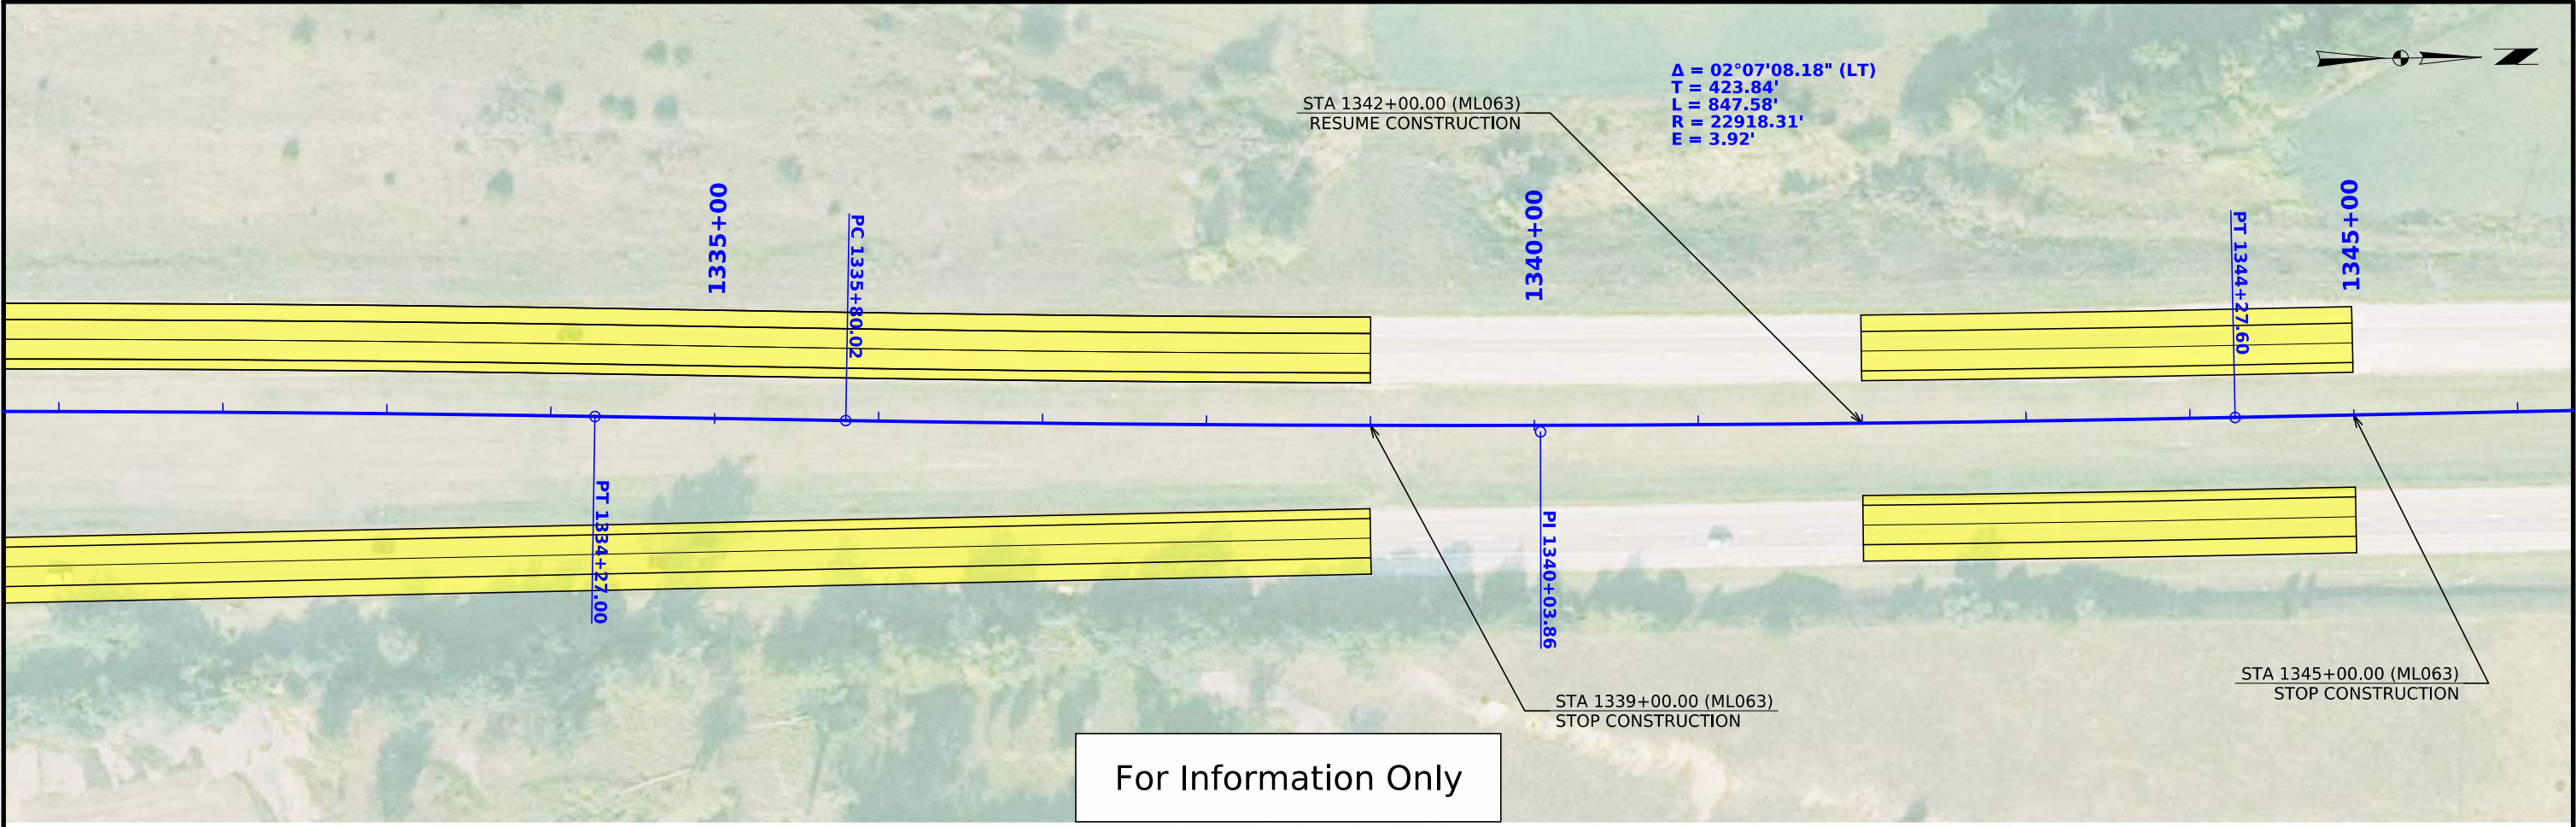 Δ = 02°07'08.18" (LT)
T = 423.84'
L = 847.58'
R = 22918.31'
E = 3.92'
STA 1342+00.00 (ML063)
RESUME CONSTRUCTION
1335+00
PC 1335+80.02
1340+00
PT 1344+27.60
1345+00
PT 1334+27.00
PI 1340+03.86
STA 1339+00.00 (ML063)
STOP CONSTRUCTION
STA 1345+00.00 (ML063)
STOP CONSTRUCTION
For Information Only